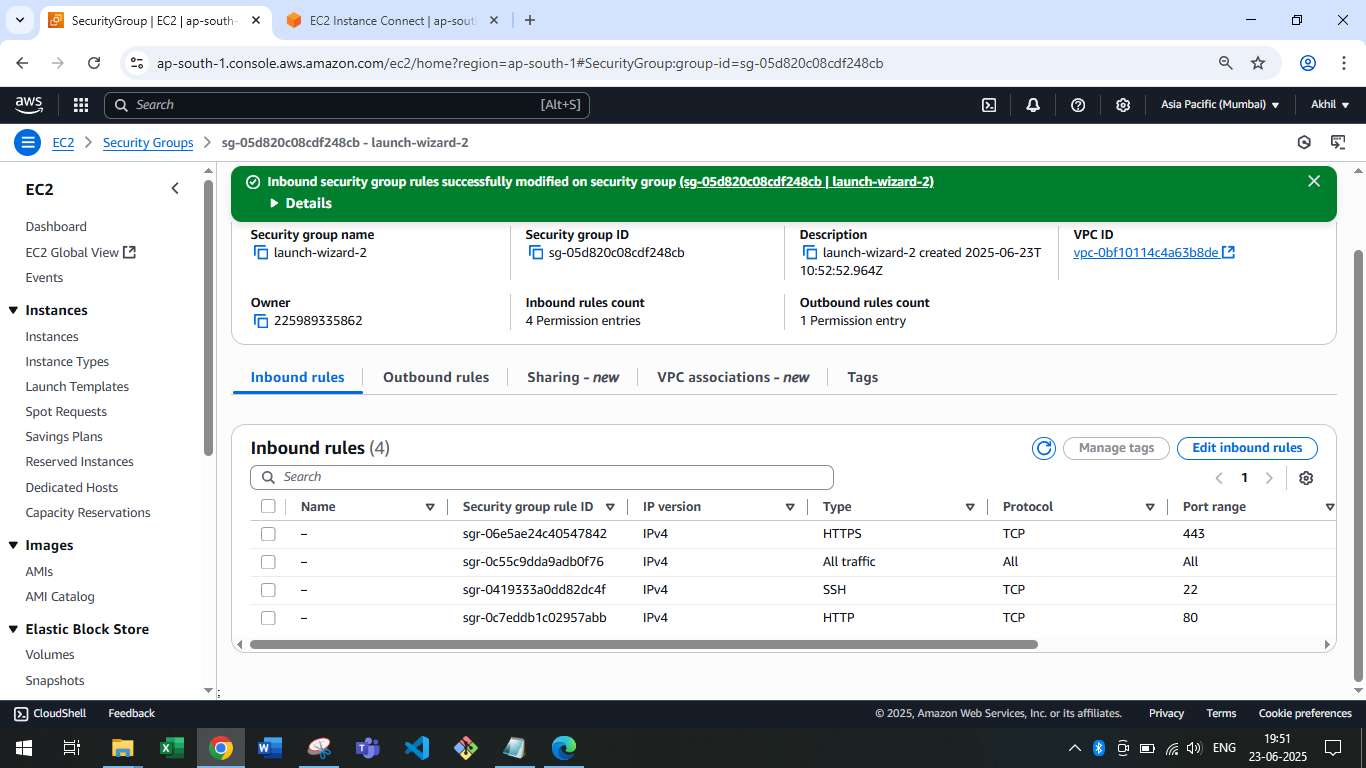 SecurityGroup | EC2 | ap-south-
EC2 Instance Connect | ap-sout
ap-south-1.console.aws.amazon.com/ec2/home?region=ap-south-1#SecurityGroup:group-id=sg-05d820c08cdf248cb
aws
Search
[Alt+S]
Asia Pacific (Mumbai)
Akhil
EC2 > Security Groups > sg-05d820c08cdf248cb - launch-wizard-2
EC2
Dashboard
EC2 Global View
Events
Instances
Instances
Instance Types
Launch Templates
Spot Requests
Savings Plans
Reserved Instances
Dedicated Hosts
Capacity Reservations
Images
AMIs
AMI Catalog
Elastic Block Store
Volumes
Snapshots
Inbound security group rules successfully modified on security group (sg-05d820c08cdf248cb | launch-wizard-2)
Details
Security group name
launch-wizard-2
Security group ID
sg-05d820c08cdf248cb
Description
launch-wizard-2 created 2025-06-23T
10:52:52.964Z
VPC ID
vpc-0bf10114c4a63b8de
Owner
225989335862
Inbound rules count
4 Permission entries
Outbound rules count
1 Permission entry
Inbound rules
Outbound rules
Sharing - new
VPC associations - new
Tags
Inbound rules (4)
Manage tags
Edit inbound rules
Search
1
Name Security group rule ID IP version Type Protocol Port range
– sgr-06e5ae24c40547842 IPv4 HTTPS TCP 443
– sgr-0c55c9dda9adb0f76 IPv4 All traffic All All
– sgr-0419333a0dd82dc4f IPv4 SSH TCP 22
– sgr-0c7eddb1c02957abb IPv4 HTTP TCP 80
;
CloudShell
Feedback
© 2025, Amazon Web Services, Inc. or its affiliates.
Privacy
Terms
Cookie preferences
ENG
19:51
23-06-2025